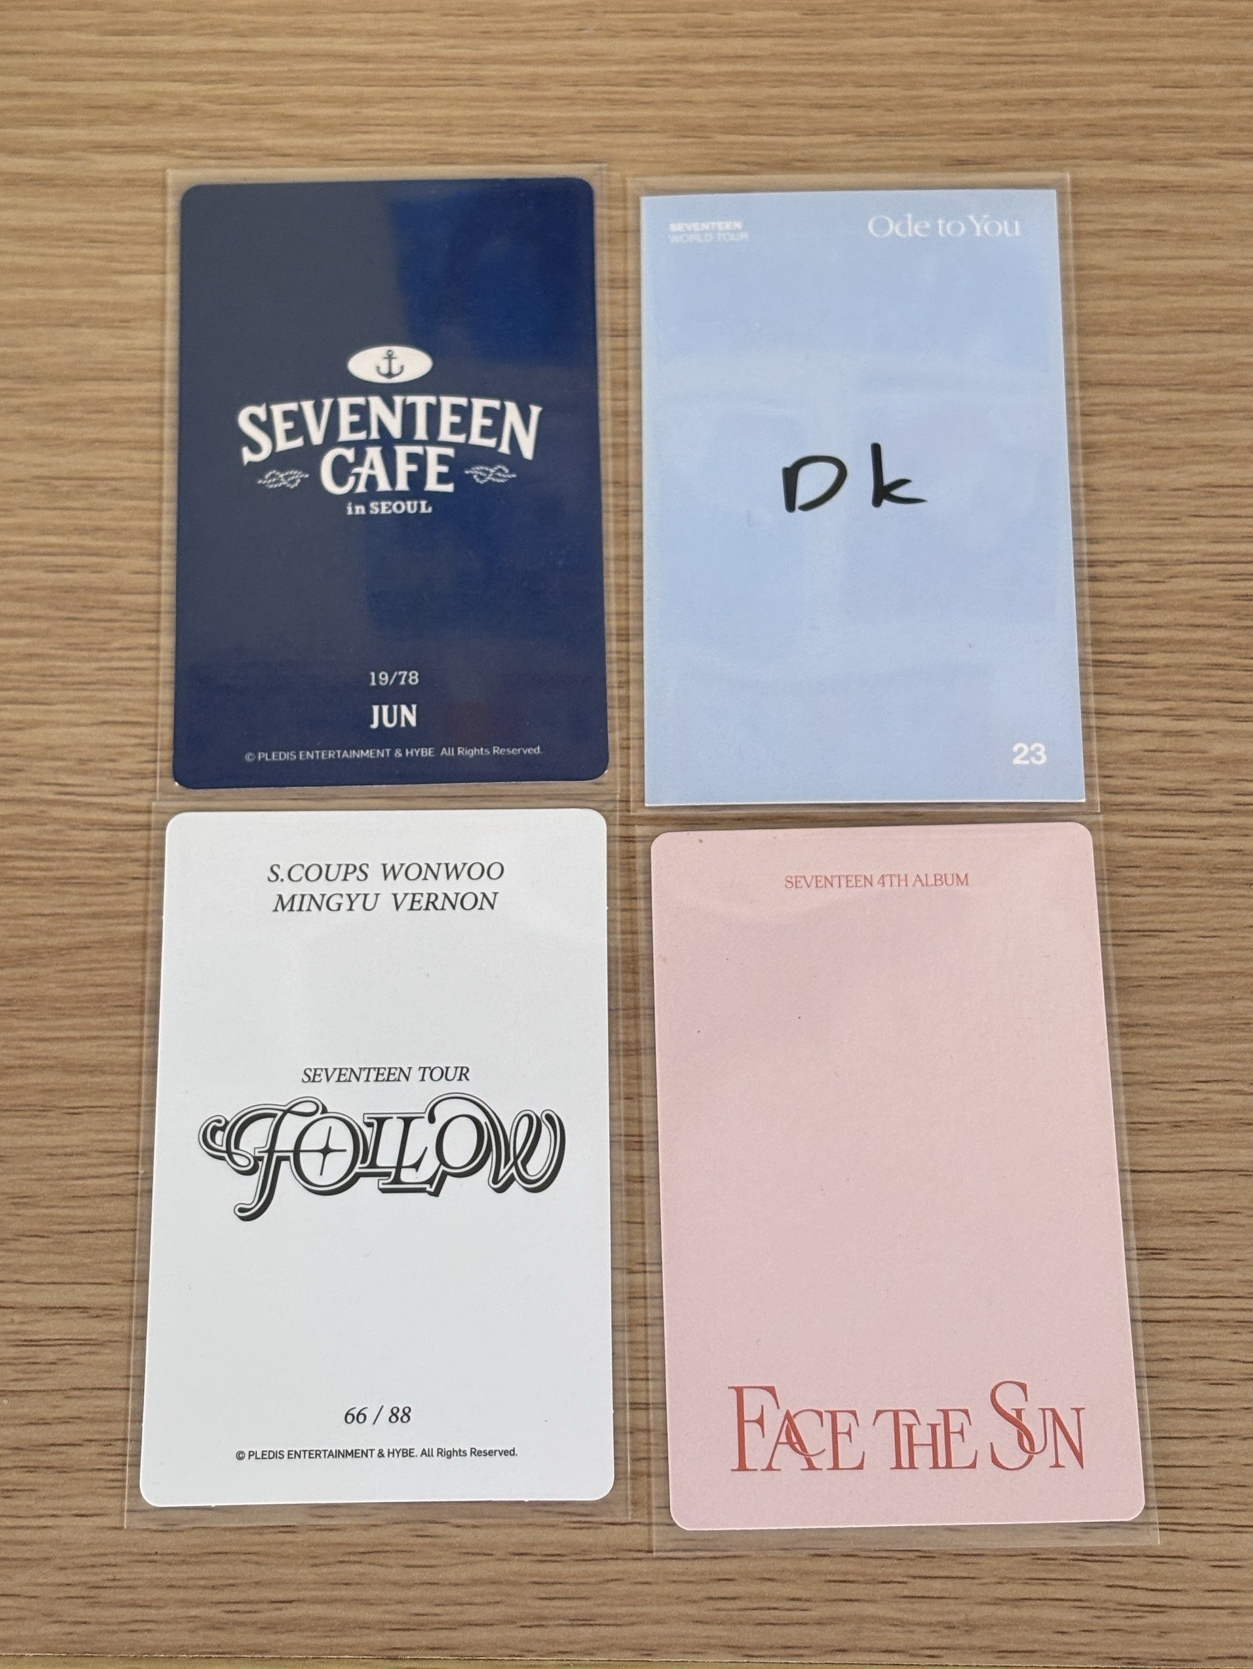 SEVENTEEN
CAFE
in SEOUL
19/78
JUN
© PLEDIS ENTERTAINMENT & HYBE All Rights Reserved.
SEVENTEEN
WORLD TOUR
Ode to You
Dk
23
S.COUPS WONWOO
MINGYU VERNON
SEVENTEEN TOUR
FOLLOW
66 / 88
© PLEDIS ENTERTAINMENT & HYBE. All Rights Reserved.
SEVENTEEN 4TH ALBUM
FACE THE SUN